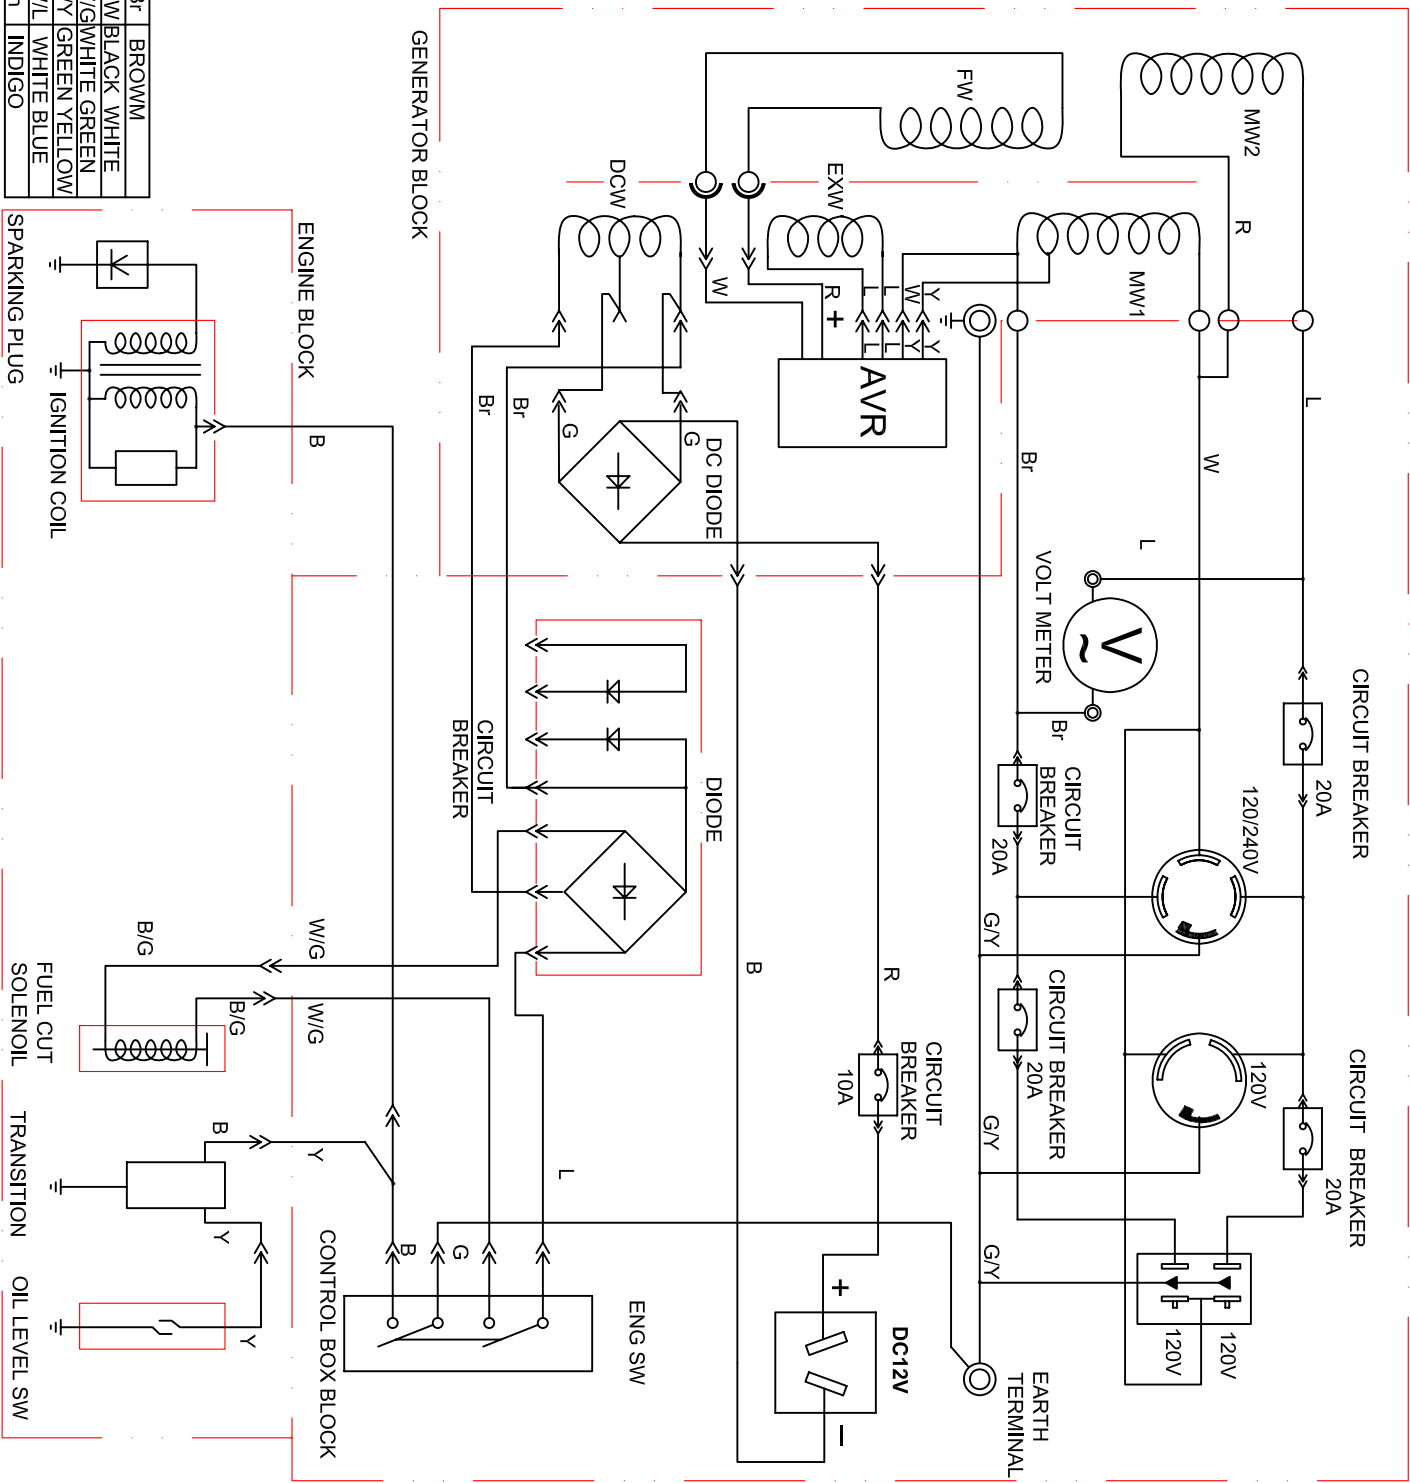 GENERATOR BLOCK
FW
MW2
DCW
EXW
MW1
R
W
R
+
L
L
W
Y
L
L
Y
Y
AVR
L
W
Br
Br
Br
G
G
DC DIODE
ENGINE BLOCK
SPARKING PLUG
IGNITION COIL
B
BROWM
BLACK WHITE
WHITE GREEN
GREEN YELLOW
WHITE BLUE
INDIGO
L
VOLT METER
V
~
Br
CIRCUIT BREAKER
20A
CIRCUIT
BREAKER
20A
120/240V
CIRCUIT
BREAKER
DIODE
G/Y
B
R
CIRCUIT
BREAKER
10A
CIRCUIT BREAKER
20A
120V
CIRCUIT BREAKER
20A
G/Y
G/Y
B/G
W/G
B/G
W/G
FUEL CUT
SOLENOIL
TRANSITION
B
Y
Y
OIL LEVEL SW
Y
L
B
G
CONTROL BOX BLOCK
ENG SW
+
DC12V
−
EARTH
TERMINAL
120V
120V